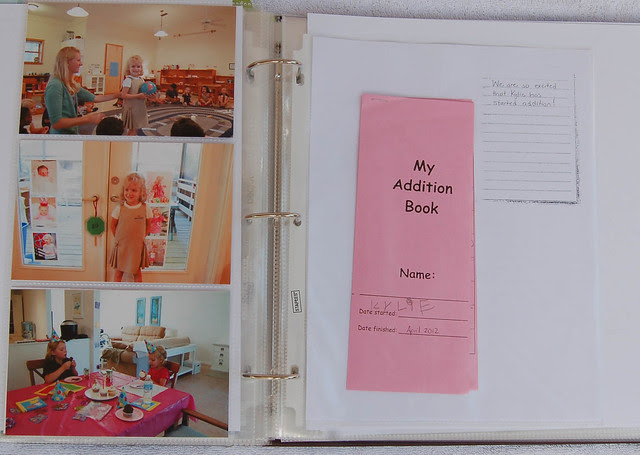 My
Addition
Book
Name:
KYLIE
Date started:
Date finished: April 2012
We are so excited
that Kylie has
started addition!